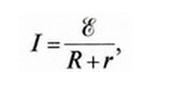 I = ℰ / (R + r),